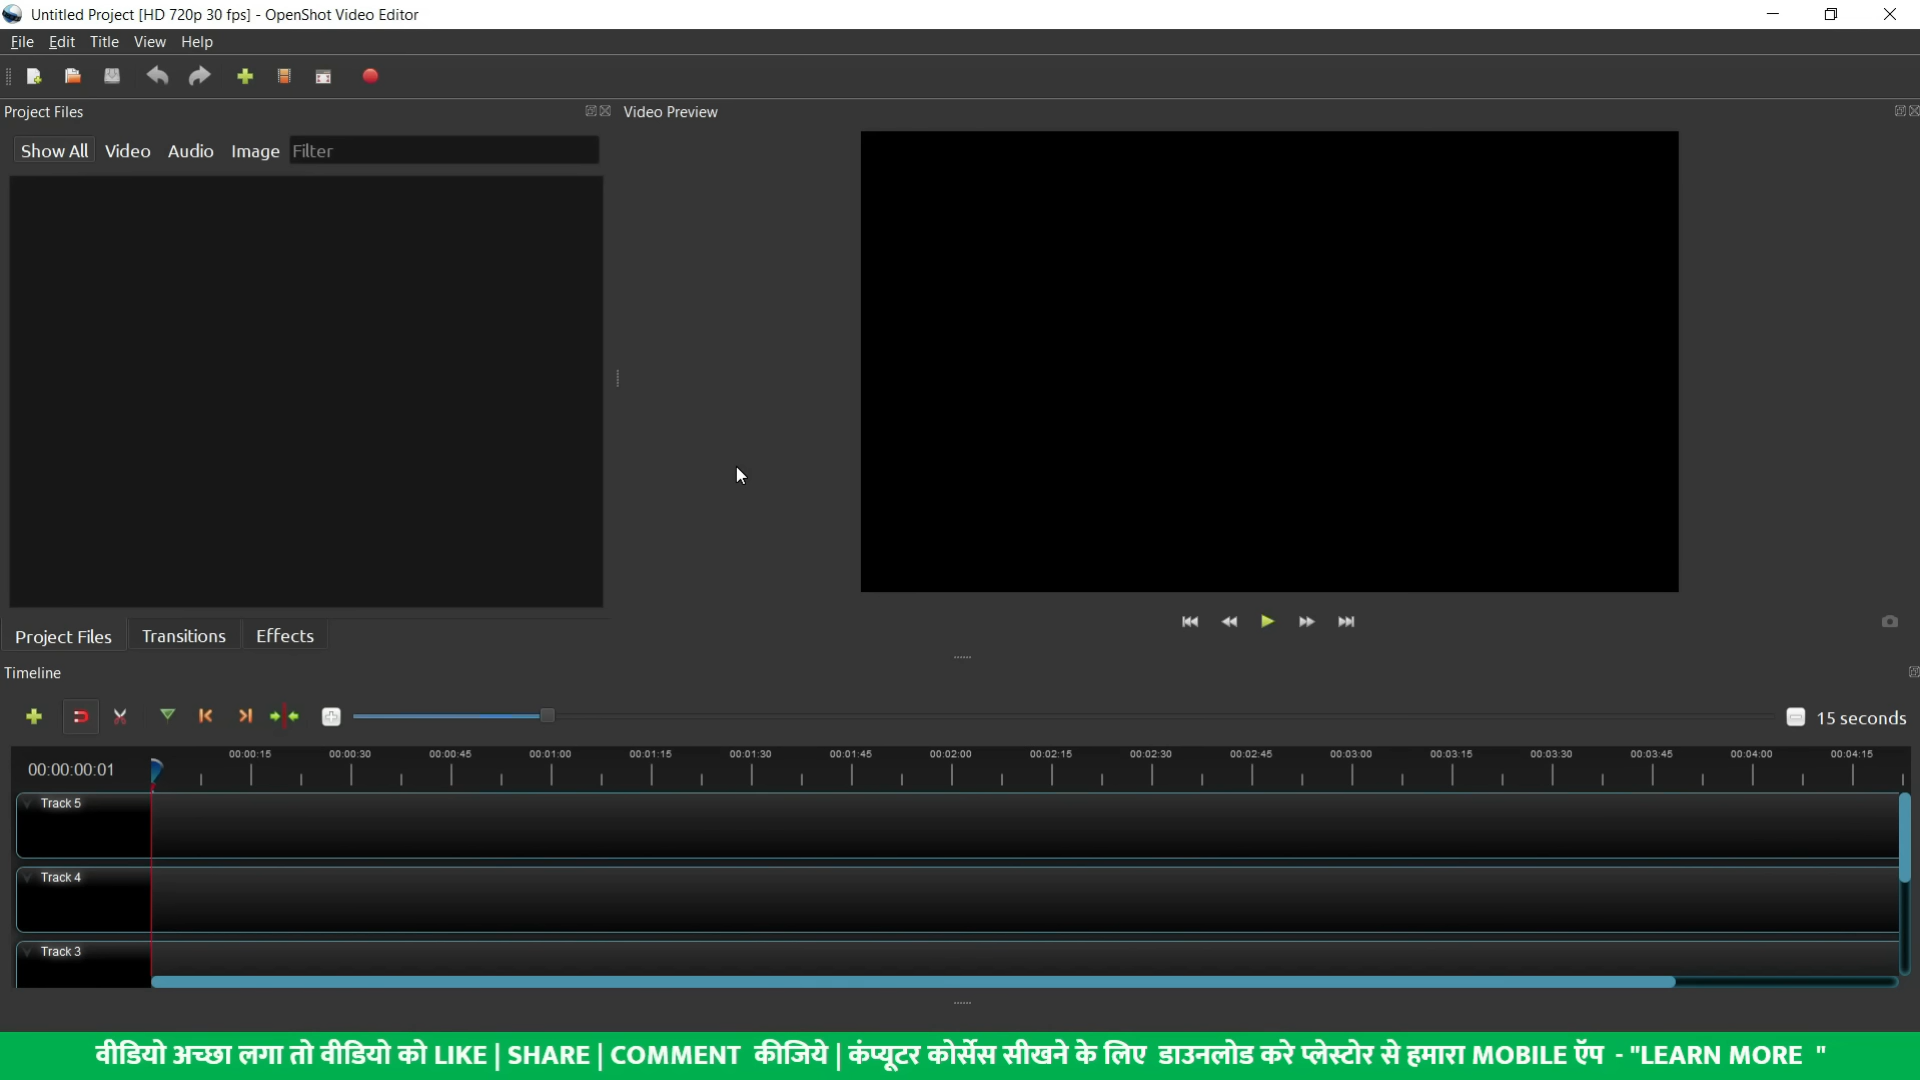 Untitled Project [HD 720p 30 fps] - OpenShot Video Editor
File Edit Title View Help
Project Files
Video Preview
Show All Video Audio Image Filter
Project Files Transitions Effects
Timeline
15 seconds
00:00:00:01
00:00:15 00:00:30 00:00:45 00:01:00 00:01:15 00:01:30 00:01:45 00:02:00 00:02:15 00:02:30 00:02:45 00:03:00 00:03:15 00:03:30 00:03:45 00:04:00 00:04:15
Track 5
Track 4
Track 3
वीडियो अच्छा लगा तो वीडियो को LIKE | SHARE | COMMENT कीजिये | कंप्यूटर कोर्सेस सीखने के लिए डाउनलोड करे प्लेस्टोर से हमारा MOBILE ऍप - "LEARN MORE "